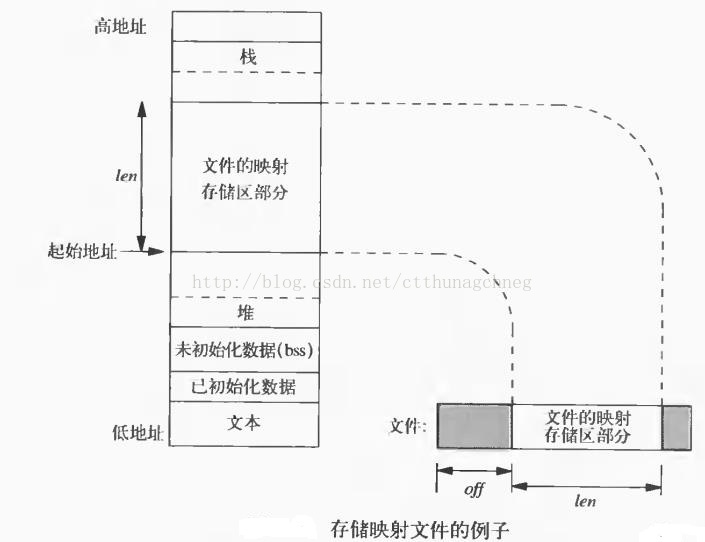 高地址
栈
文件的映射
存储区部分
len
起始地址
http://blog.csdn.net/ctthunagchneg
堆
未初始化数据(bss)
已初始化数据
文本
低地址
文件:
文件的映射
存储区部分
off
len
存储映射文件的例子